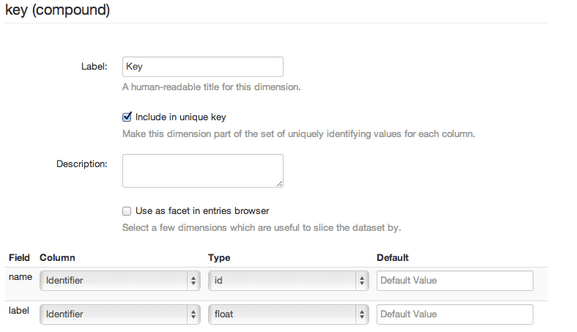 key (compound)
Label: Key
A human-readable title for this dimension.
Include in unique key
Make this dimension part of the set of uniquely identifying values for each column.
Description:
Use as facet in entries browser
Select a few dimensions which are useful to slice the dataset by.
Field Column Type Default
name Identifier id Default Value
label Identifier float Default Value